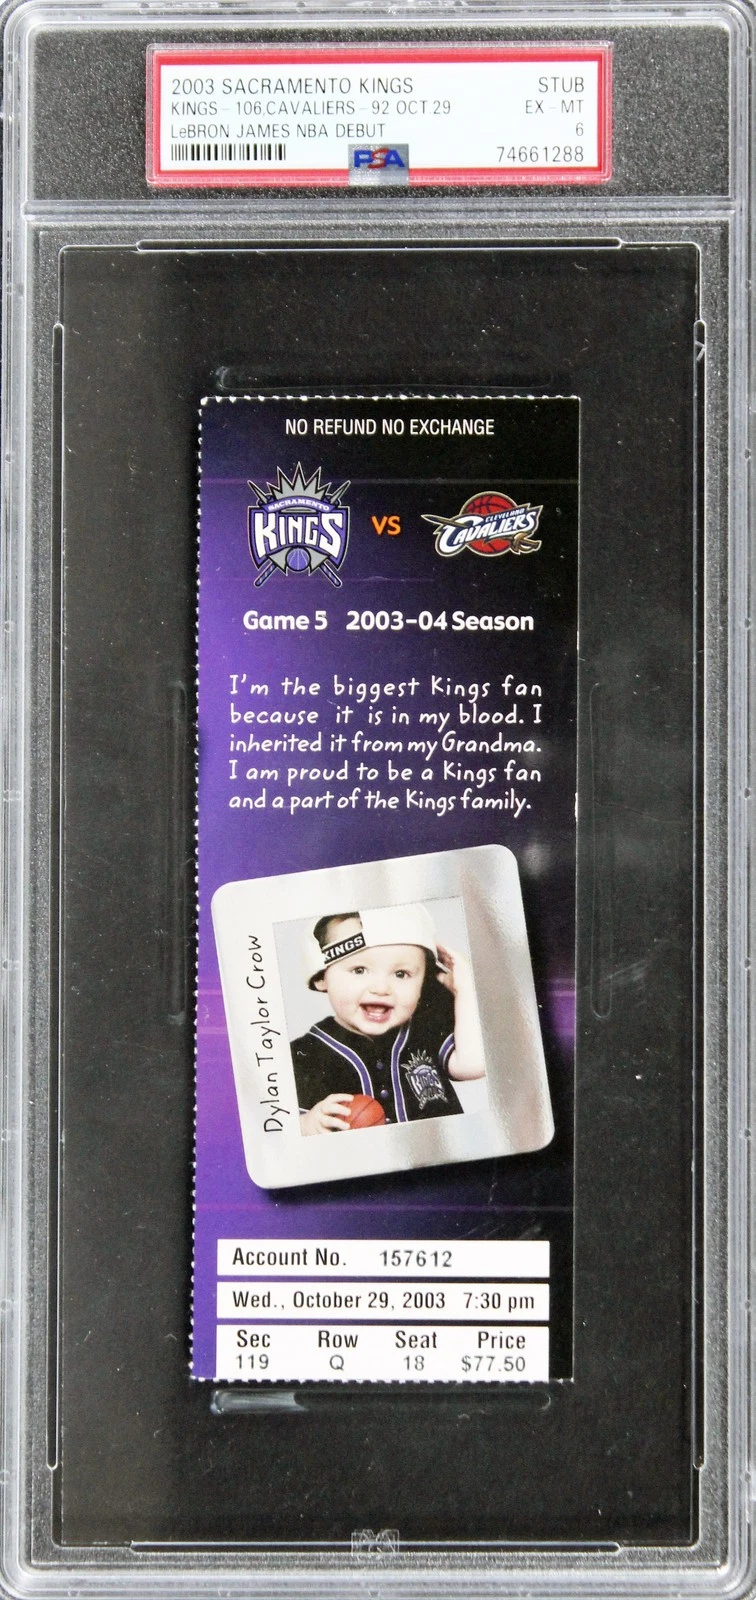 2003 SACRAMENTO KINGS STUB
KINGS - 106, CAVALIERS - 92 OCT.29 EX - MT
LeBRON JAMES NBA DEBUT 6
PSA 74661288
NO REFUND NO EXCHANGE
SACRAMENTO
KINGS VS CLEVELAND
CAVALIERS
Game 5 2003-04 Season
I'm the biggest Kings fan
because it is in my blood. I
inherited it from my Grandma.
I am proud to be a Kings fan
and a part of the Kings family.
KINGS
Dylan Taylor Crow
KINGS
Account No. 157612
Wed., October 29, 2003 7:30 pm
Sec Row Seat Price
119 Q 18 $77.50